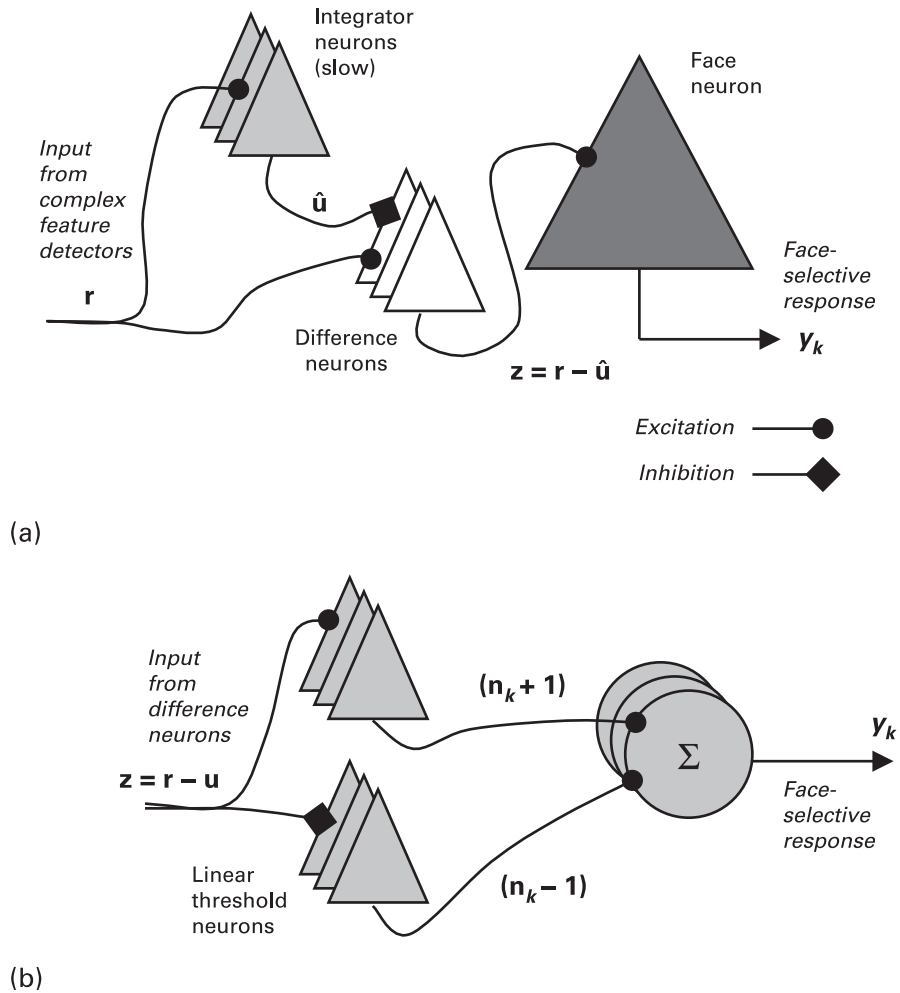 Integrator
neurons
(slow)
Face
neuron
Input
from
complex
feature
detectors
û
r
Face-
selective
response
Difference
neurons
y_k
z = r – û
Excitation
Inhibition
(a)
Input
from
difference
neurons
(n_k + 1)
z = r – u
Σ
y_k
Face-
selective
response
Linear
threshold
neurons
(n_k – 1)
(b)